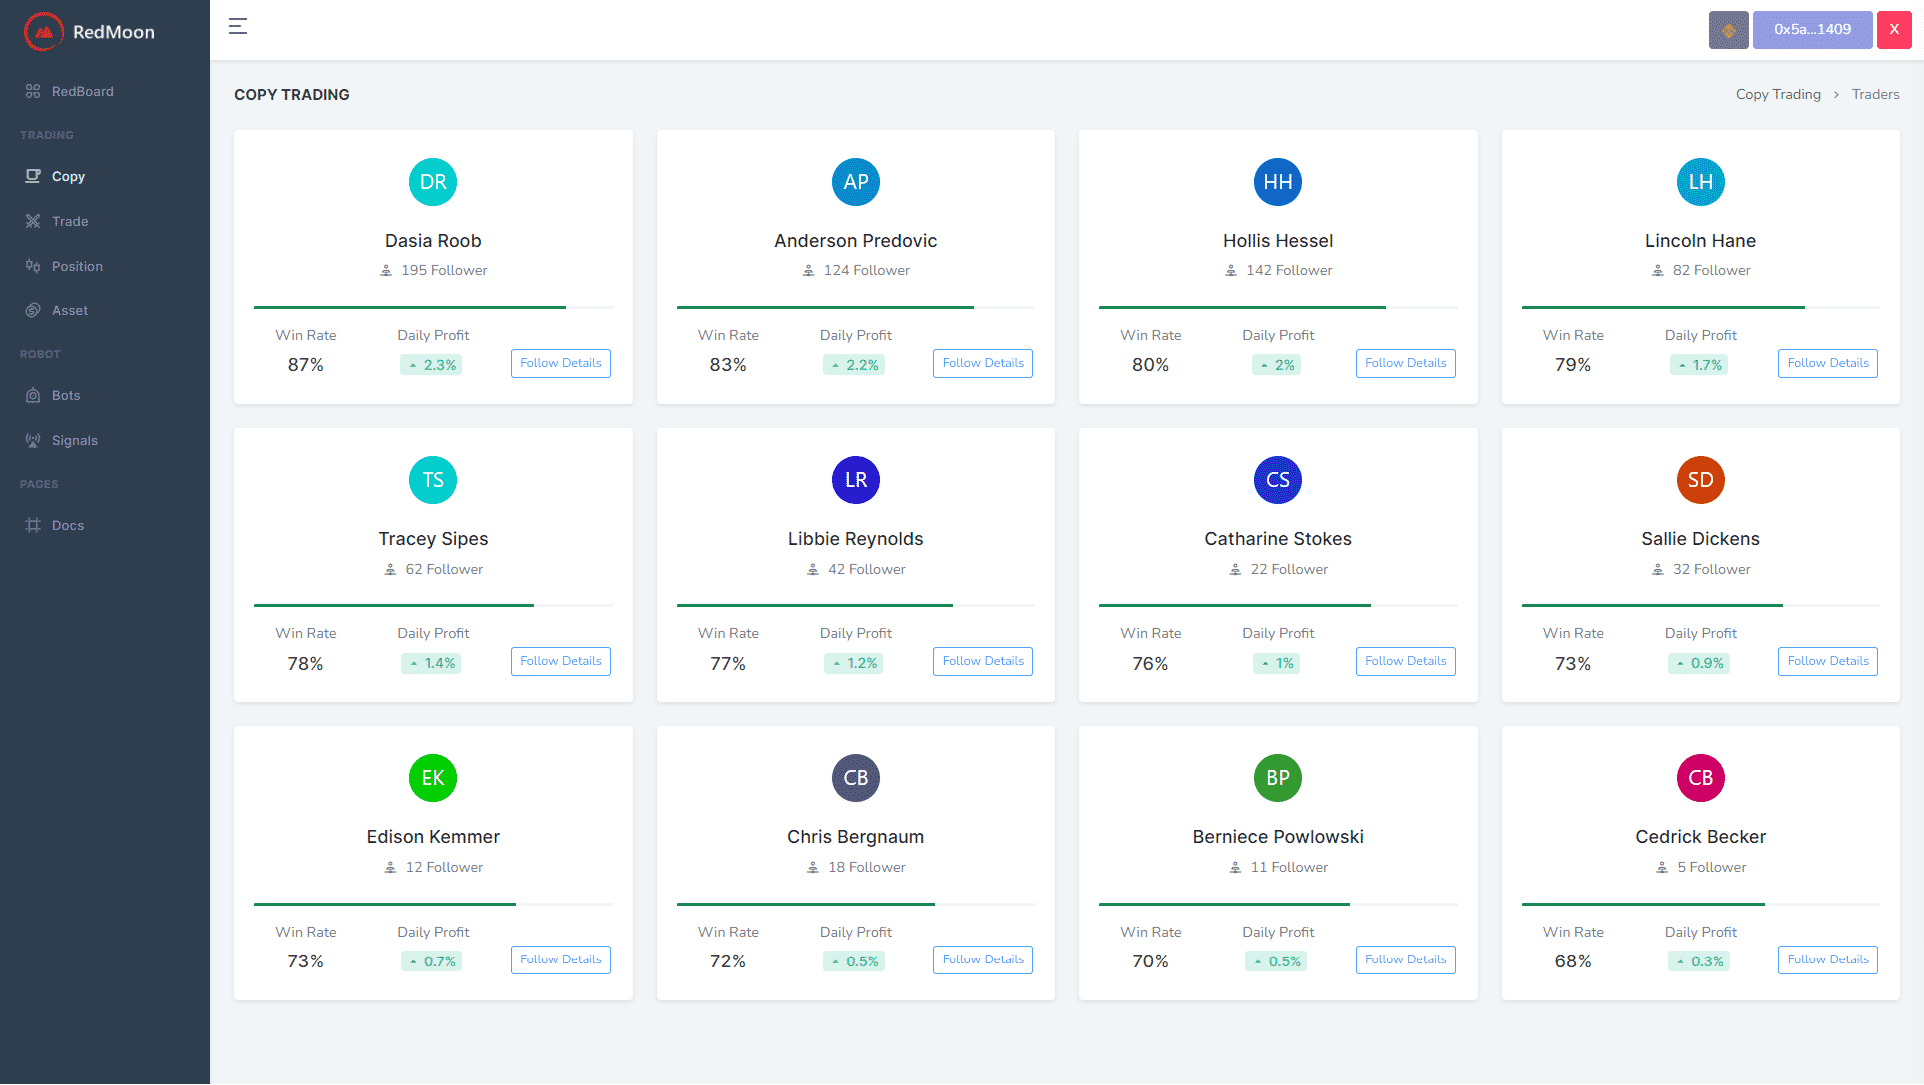 RedMoon
0x5a...1409
X
RedBoard
TRADING
Copy
Trade
Position
Asset
ROBOT
Bots
Signals
PAGES
Docs
COPY TRADING
Copy Trading > Traders
DR
Dasia Roob
195 Follower
Win Rate
87%
Daily Profit
2.3%
Follow Details
AP
Anderson Predovic
124 Follower
Win Rate
83%
Daily Profit
2.2%
Follow Details
HH
Hollis Hessel
142 Follower
Win Rate
80%
Daily Profit
2%
Follow Details
LH
Lincoln Hane
82 Follower
Win Rate
79%
Daily Profit
1.7%
Follow Details
TS
Tracey Sipes
62 Follower
Win Rate
78%
Daily Profit
1.4%
Follow Details
LR
Libbie Reynolds
42 Follower
Win Rate
77%
Daily Profit
1.2%
Follow Details
CS
Catharine Stokes
22 Follower
Win Rate
76%
Daily Profit
1%
Follow Details
SD
Sallie Dickens
32 Follower
Win Rate
73%
Daily Profit
0.9%
Follow Details
EK
Edison Kemmer
12 Follower
Win Rate
73%
Daily Profit
0.7%
Follow Details
CB
Chris Bergnaum
18 Follower
Win Rate
72%
Daily Profit
0.5%
Follow Details
BP
Berniece Powlowski
11 Follower
Win Rate
70%
Daily Profit
0.5%
Follow Details
CB
Cedrick Becker
5 Follower
Win Rate
68%
Daily Profit
0.3%
Follow Details